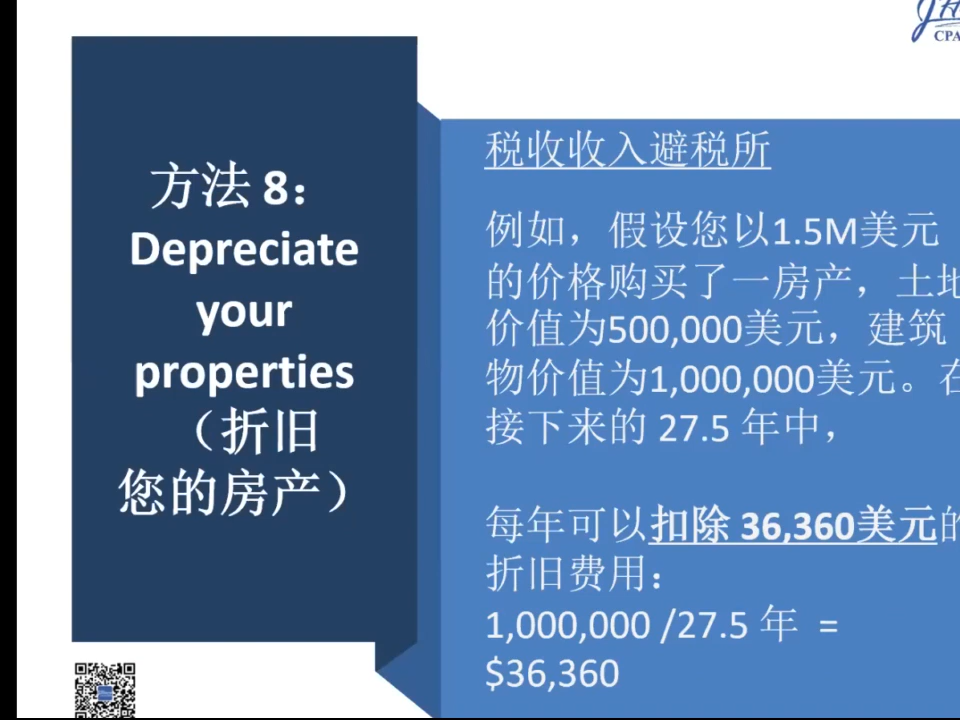 CPA
方法 8：
Depreciate
your
properties
（折旧
您的房产）
税收收入避税所
例如，假设您以1.5M美元
的价格购买了一房产，土地
价值为500,000美元，建筑
物价值为1,000,000美元。在
接下来的 27.5 年中，
每年可以扣除 36,360美元的
折旧费用：
1,000,000 /27.5 年 =
$36,360